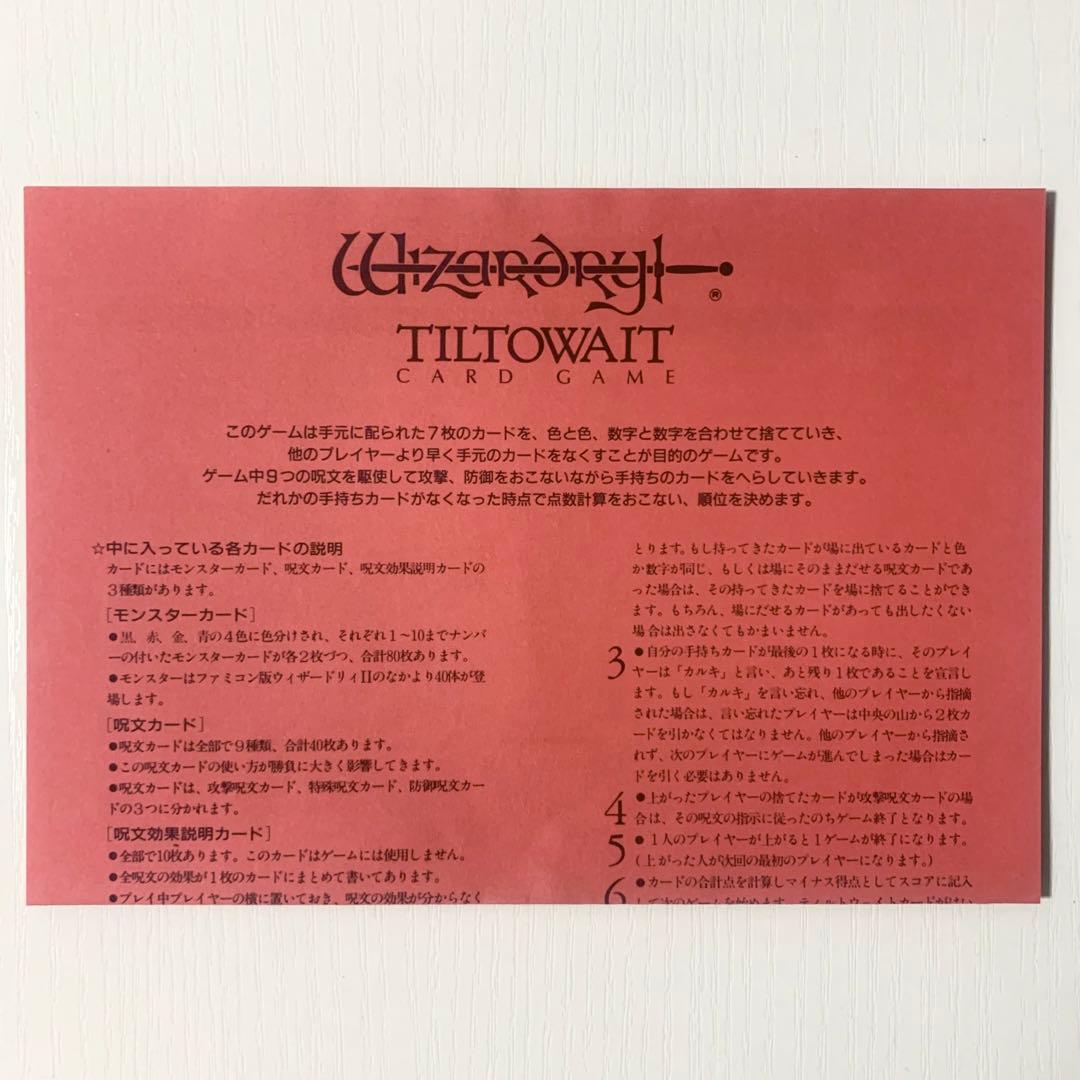 Wizardry
®
TILTOWAIT
CARD GAME
このゲームは手元に配られた7枚のカードを、色と色、数字と数字を合わせて捨てていき、
他のプレイヤーより早く手元のカードをなくすことが目的のゲームです。
ゲーム中9つの呪文を駆使して攻撃、防御をおこないながら手持ちのカードをへらしていきます。
だれかの手持ちカードがなくなった時点で点数計算をおこない、順位を決めます。
☆中に入っている各カードの説明
カードにはモンスターカード、呪文カード、呪文効果説明カードの
3種類があります。
[モンスターカード]
●黒、赤、金、青の4色に色分けされ、それぞれ1~10までナンバ
ーの付いたモンスターカードが各2枚づつ、合計80枚あります。
●モンスターはファミコン版ウィザードリィIIのなかより40体が登
場します。
[呪文カード]
●呪文カードは全部で9種類、合計40枚あります。
●この呪文カードの使い方が勝負に大きく影響してきます。
●呪文カードは、攻撃呪文カード、特殊呪文カード、防御呪文カー
ドの3つに分かれます。
[呪文効果説明カード]
●全部で10枚あります。このカードはゲームには使用しません。
●全呪文の効果が1枚のカードにまとめて書いてあります。
●プレイ中プレイヤーの横に置いておき、呪文の効果が分からなく
とります。もし持ってきたカードが場に出ているカードと色
か数字が同じ、もしくは場にそのままだせる呪文カードであ
った場合は、その持ってきたカードを場に捨てることができ
ます。もちろん、場にだせるカードがあっても出したくない
場合は出さなくてもかまいません。
3 ●自分の手持ちカードが最後の1枚になる時に、そのプレイ
ヤーは「カルキ」と言い、あと残り1枚であることを宣言し
ます。もし「カルキ」を言い忘れ、他のプレイヤーから指摘
された場合は、言い忘れたプレイヤーは中央の山から2枚カ
ードを引かなくてはなりません。他のプレイヤーから指摘さ
れず、次のプレイヤーにゲームが進んでしまった場合はカー
ドを引く必要はありません。
4 ●上がったプレイヤーの捨てたカードが攻撃呪文カードの場
合は、その呪文の指示に従ったのちゲーム終了となります。
5 ●1人のプレイヤーが上がると1ゲームが終了になります。
(上がった人が次回の最初のプレイヤーになります。)
6 ●カードの合計点を計算しマイナス得点としてスコアに記入